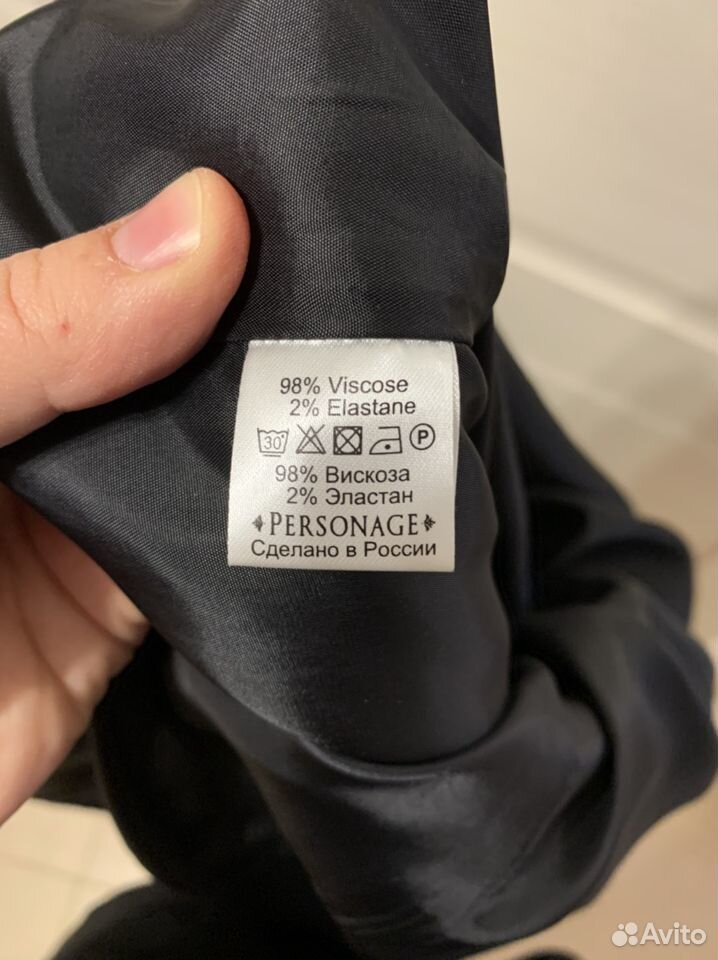 98% Viscose
2% Elastane
30° P
98% Вискоза
2% Эластан
PERSONAGE
Сделано в России
Avito